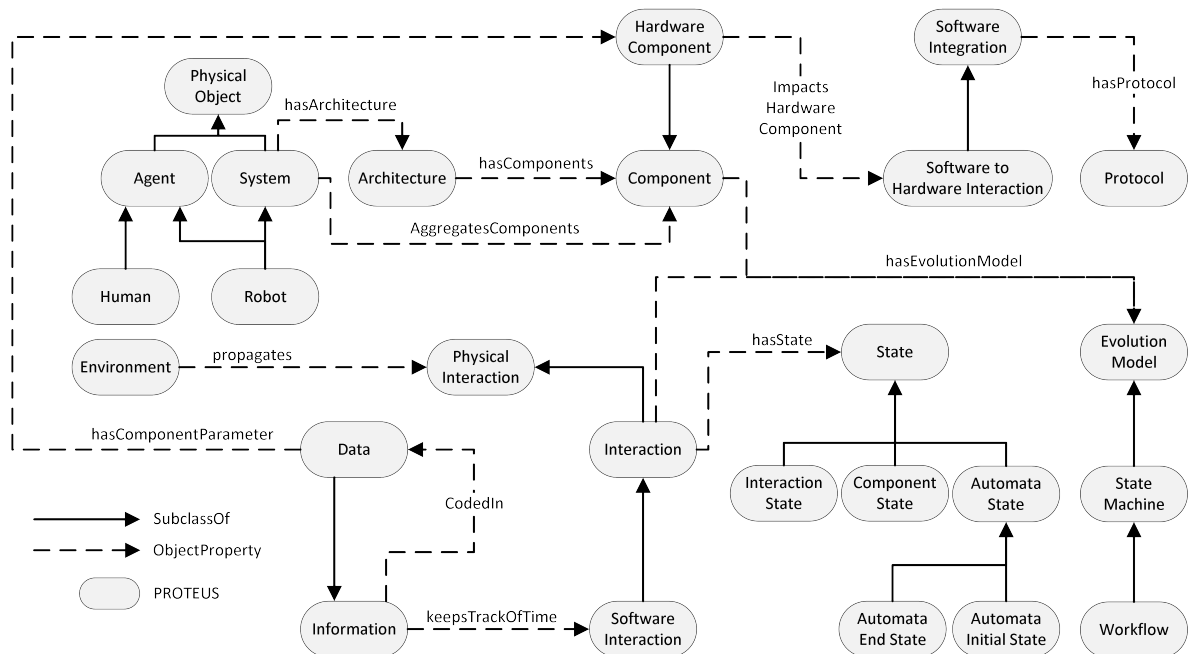 Hardware
Component
Software
Integration
Physical
Object
hasArchitecture
Impacts
Hardware
Component
hasProtocol
Agent
System
Architecture
hasComponents
Component
Software to
Hardware Interaction
Protocol
AggregatesComponents
hasEvolutionModel
Human
Robot
Environment
propagates
Physical
Interaction
hasState
State
Evolution
Model
hasComponentParameter
Data
Interaction
Interaction
State
Component
State
Automata
State
State
Machine
CodedIn
SubclassOf
ObjectProperty
PROTEUS
Information
keepsTrackOfTime
Software
Interaction
Automata
End State
Automata
Initial State
Workflow